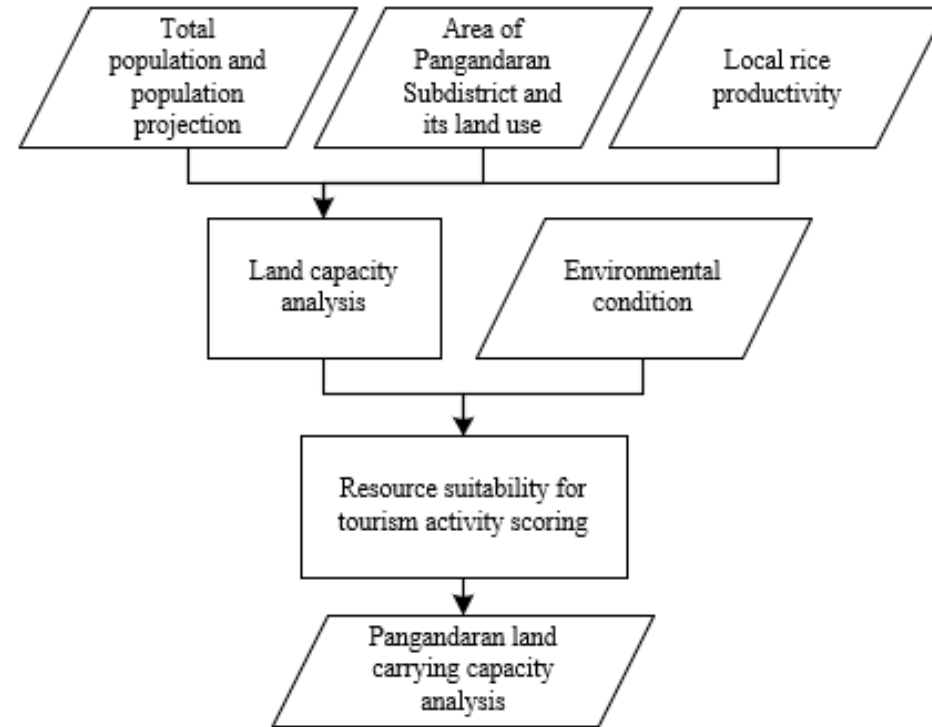 Total
population and
population
projection
Area of
Pangandaran
Subdistrict and
its land use
Local rice
productivity
Land capacity
analysis
Environmental
condition
Resource suitability for
tourism activity scoring
Pangandaran land
carrying capacity
analysis